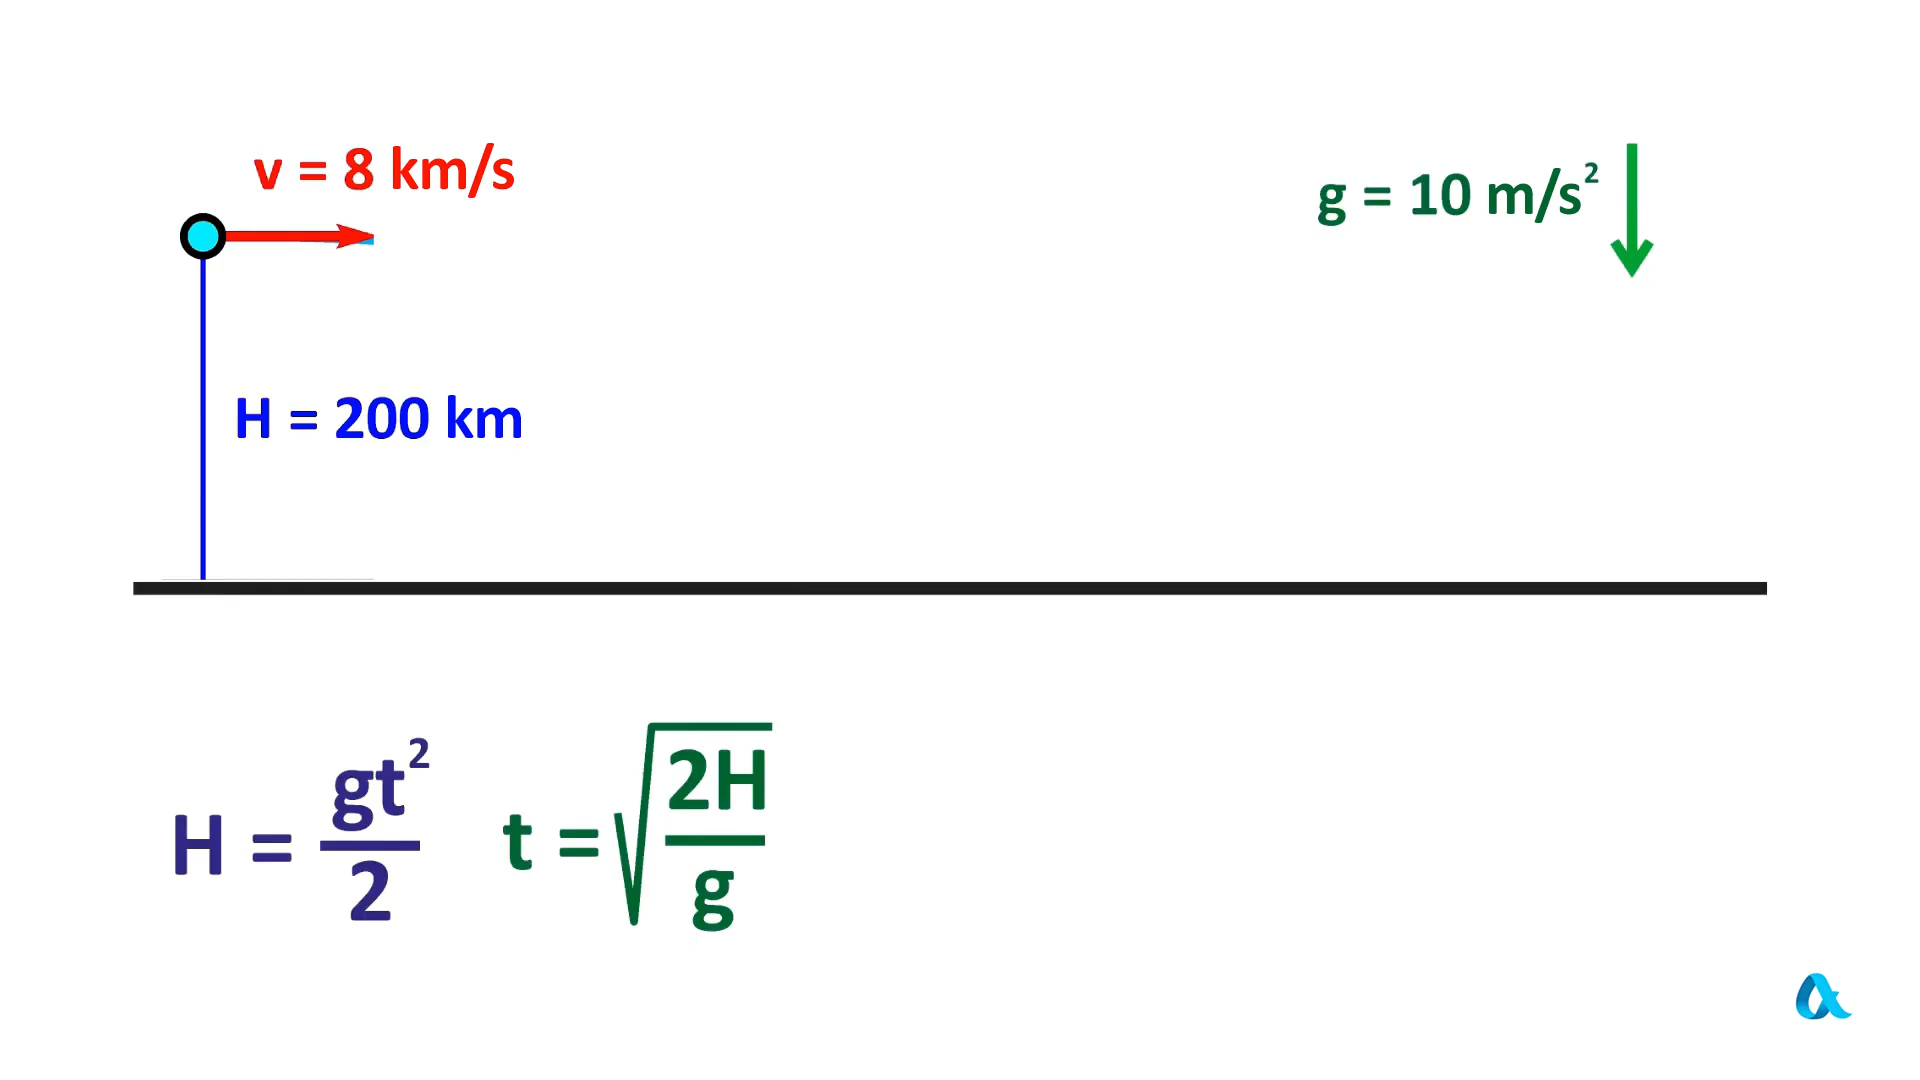 v = 8 km/s
g = 10 m/s²
H = 200 km
H = gt²/2
t = √(2H/g)